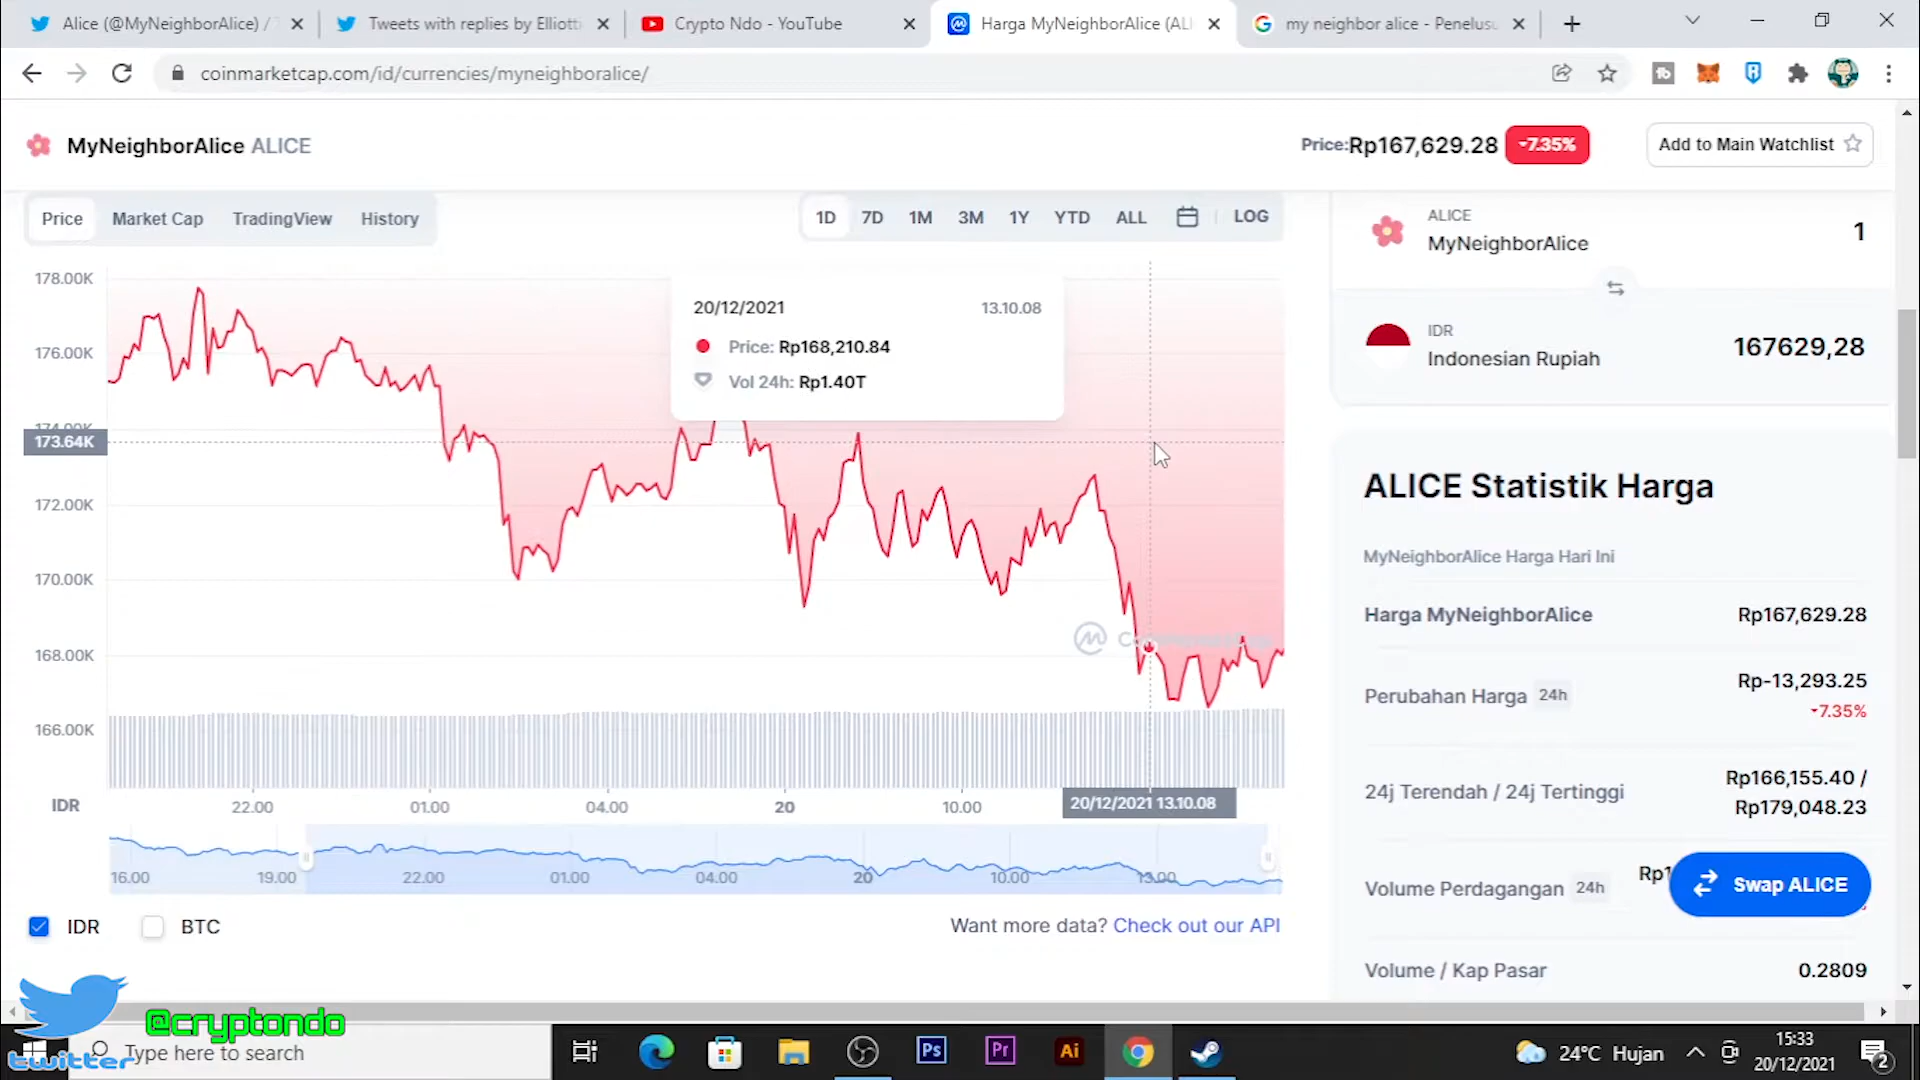 Alice (@MyNeighborAlice) /
Tweets with replies by Elliott
Crypto Ndo - YouTube
Harga MyNeighborAlice (ALI
my neighbor alice - Penelusu
coinmarketcap.com/id/currencies/myneighboralice/
MyNeighborAlice ALICE
Price:Rp167,629.28
-7.35%
Add to Main Watchlist
Price
Market Cap
TradingView
History
1D
7D
1M
3M
1Y
YTD
ALL
LOG
ALICE
MyNeighborAlice
1
IDR
Indonesian Rupiah
167629,28
178.00K
176.00K
174.00K
173.64K
172.00K
170.00K
168.00K
166.00K
20/12/2021
13.10.08
Price: Rp168,210.84
Vol 24h: Rp1.40T
IDR
22.00
01.00
04.00
20
10.00
20/12/2021 13.10.08
16.00
19.00
22.00
01.00
04.00
20
10.00
13.00
IDR
BTC
Want more data? Check out our API
ALICE Statistik Harga
MyNeighborAlice Harga Hari Ini
Harga MyNeighborAlice
Rp167,629.28
Perubahan Harga 24h
Rp-13,293.25
-7.35%
24j Terendah / 24j Tertinggi
Rp166,155.40 /
Rp179,048.23
Volume Perdagangan 24h
Rp1
Swap ALICE
Volume / Kap Pasar
0.2809
@cryptondo
twitter
Type here to search
Ps
Pr
Ai
24°C Hujan
15:33
20/12/2021
2